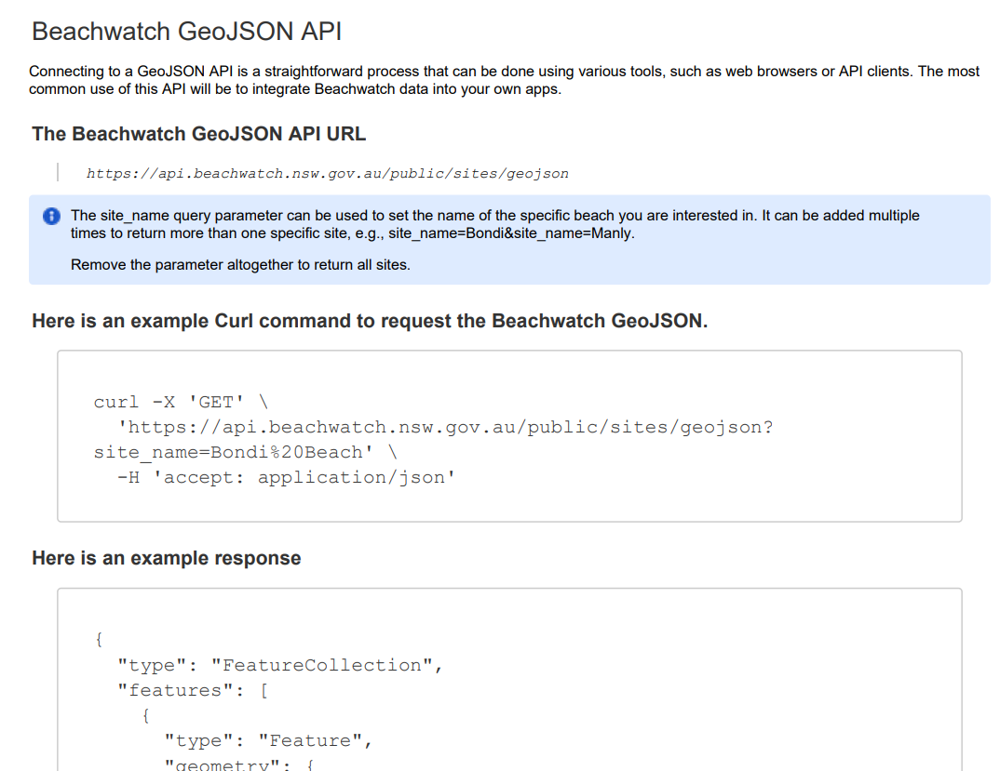 Beachwatch GeoJSON API
Connecting to a GeoJSON API is a straightforward process that can be done using various tools, such as web browsers or API clients. The most
common use of this API will be to integrate Beachwatch data into your own apps.
The Beachwatch GeoJSON API URL
https://api.beachwatch.nsw.gov.au/public/sites/geojson
The site_name query parameter can be used to set the name of the specific beach you are interested in. It can be added multiple
times to return more than one specific site, e.g., site_name=Bondi&site_name=Manly.
Remove the parameter altogether to return all sites.
Here is an example Curl command to request the Beachwatch GeoJSON.
curl -X 'GET' \
'https://api.beachwatch.nsw.gov.au/public/sites/geojson?
site_name=Bondi%20Beach' \
-H 'accept: application/json'
Here is an example response
{
"type": "FeatureCollection",
"features": [
{
"type": "Feature",
"geometry": {